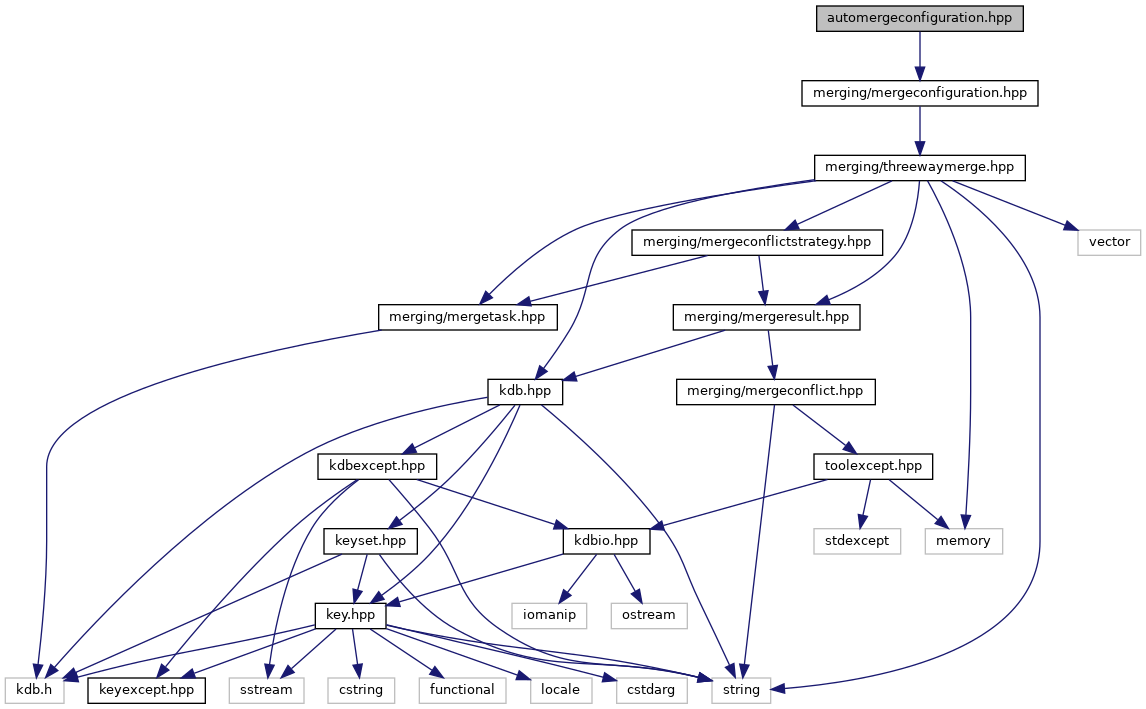 automergeconfiguration.hpp
merging/mergeconfiguration.hpp
merging/threewaymerge.hpp
merging/mergeconflictstrategy.hpp
vector
merging/mergetask.hpp
merging/mergeresult.hpp
kdb.hpp
merging/mergeconflict.hpp
kdbexcept.hpp
toolexcept.hpp
keyset.hpp
kdbio.hpp
stdexcept
memory
key.hpp
iomanip
ostream
kdb.h
keyexcept.hpp
sstream
cstring
functional
locale
cstdarg
string